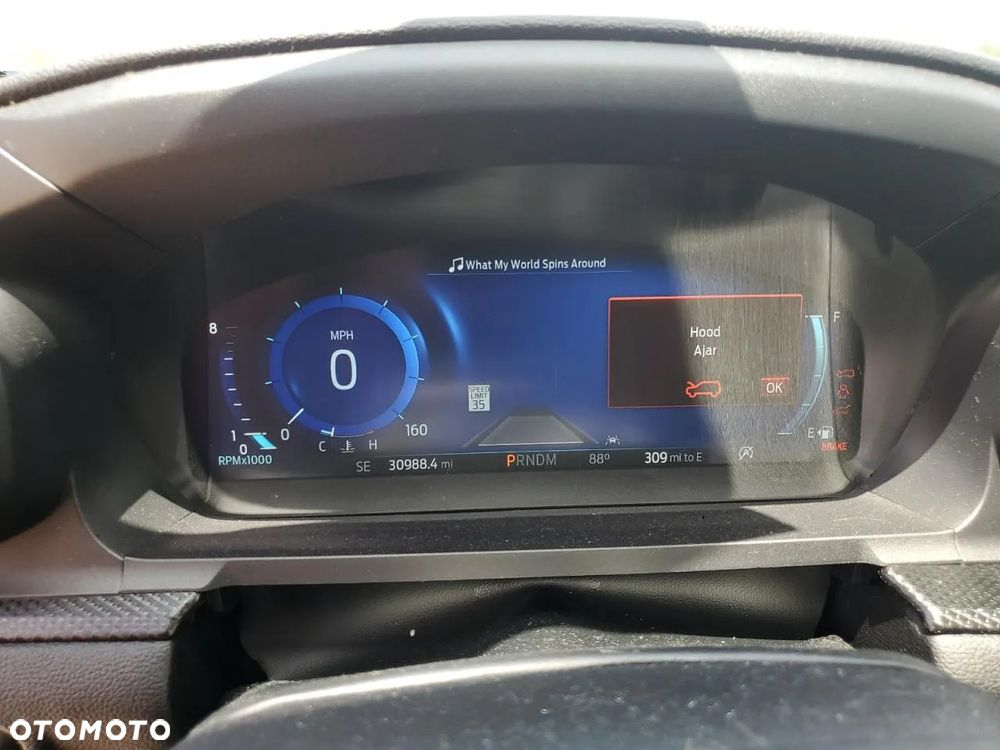 What My World Spins Around
8
MPH
0
1
0
RPMx1000
0
160
C
H
SPEED
LIMIT
35
Hood
Ajar
OK
F
E
BRAKE
SE
30988.4 mi
PRNDM
88°
309 mi to E
OTOMOTO